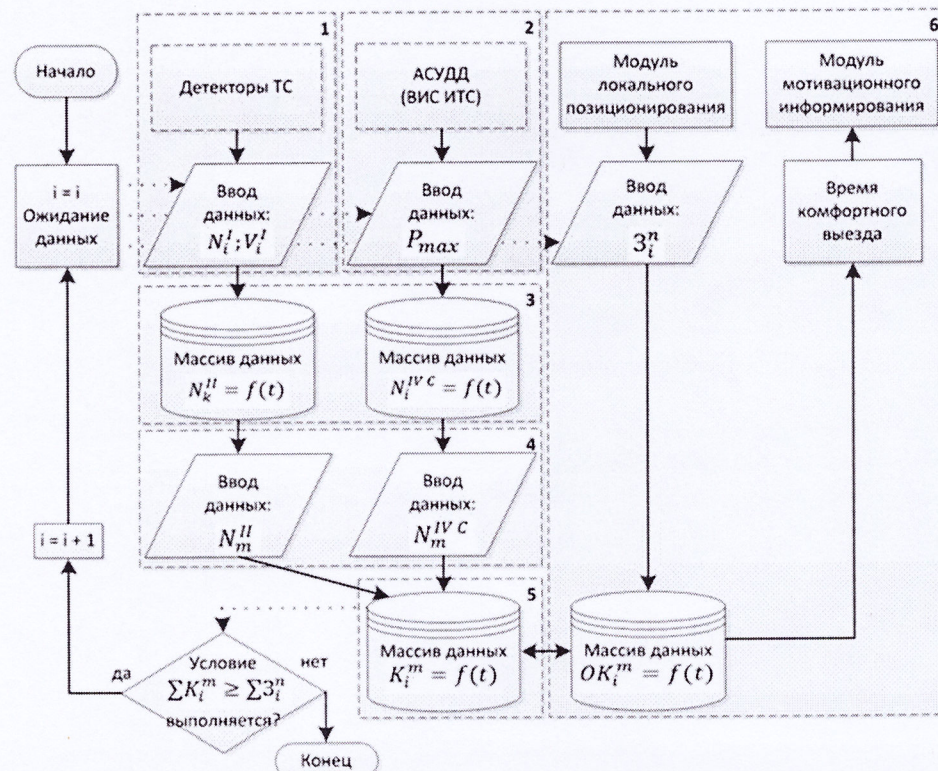 1
2
6
Начало
Детекторы ТС
АСУДД
(ВИС ИТС)
Модуль
локального
позиционирования
Модуль
мотивационного
информирования
i = i
Ожидание
данных
Ввод
данных:
N_i^I; V_i^I
Ввод
данных:
P_max
Ввод
данных:
З_i^n
Время
комфортного
выезда
3
Массив данных
N_k^II = f(t)
Массив данных
N_i^IV C = f(t)
4
Ввод
данных:
N_m^II
Ввод
данных:
N_m^IV C
i = i + 1
5
Массив данных
K_i^m = f(t)
Массив данных
OK_i^m = f(t)
да
Условие
∑K_i^m ≥ ∑З_i^n
выполняется?
нет
Конец